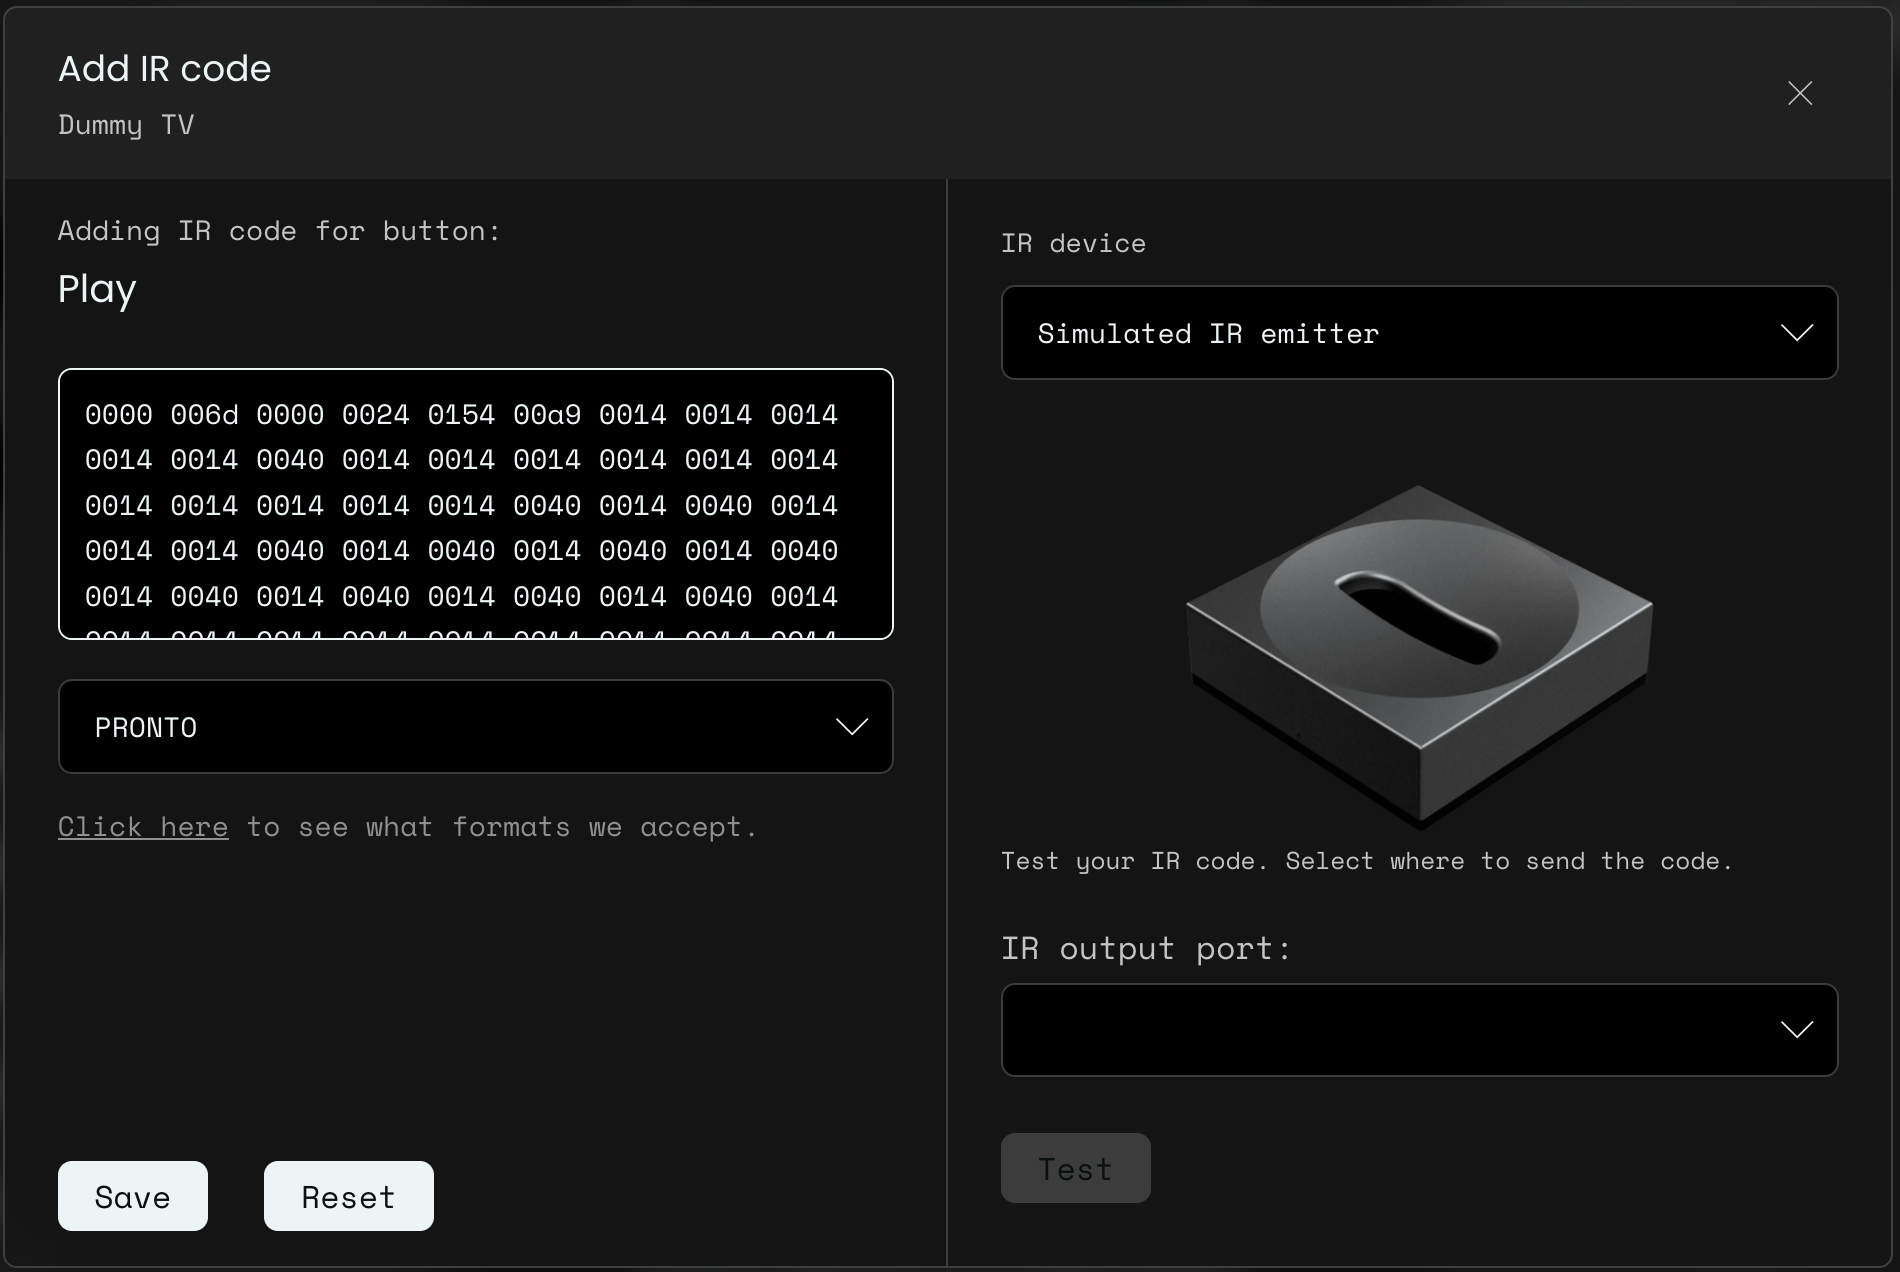 Add IR code
Dummy TV
Adding IR code for button:
Play
0000 006d 0000 0024 0154 00a9 0014 0014 0014
0014 0014 0040 0014 0014 0014 0014 0014 0014
0014 0014 0014 0014 0014 0040 0014 0040 0014
0014 0014 0040 0014 0040 0014 0040 0014 0040
0014 0040 0014 0040 0014 0040 0014 0040 0014
PRONTO
Click here to see what formats we accept.
Save
Reset
IR device
Simulated IR emitter
Test your IR code. Select where to send the code.
IR output port:
Test